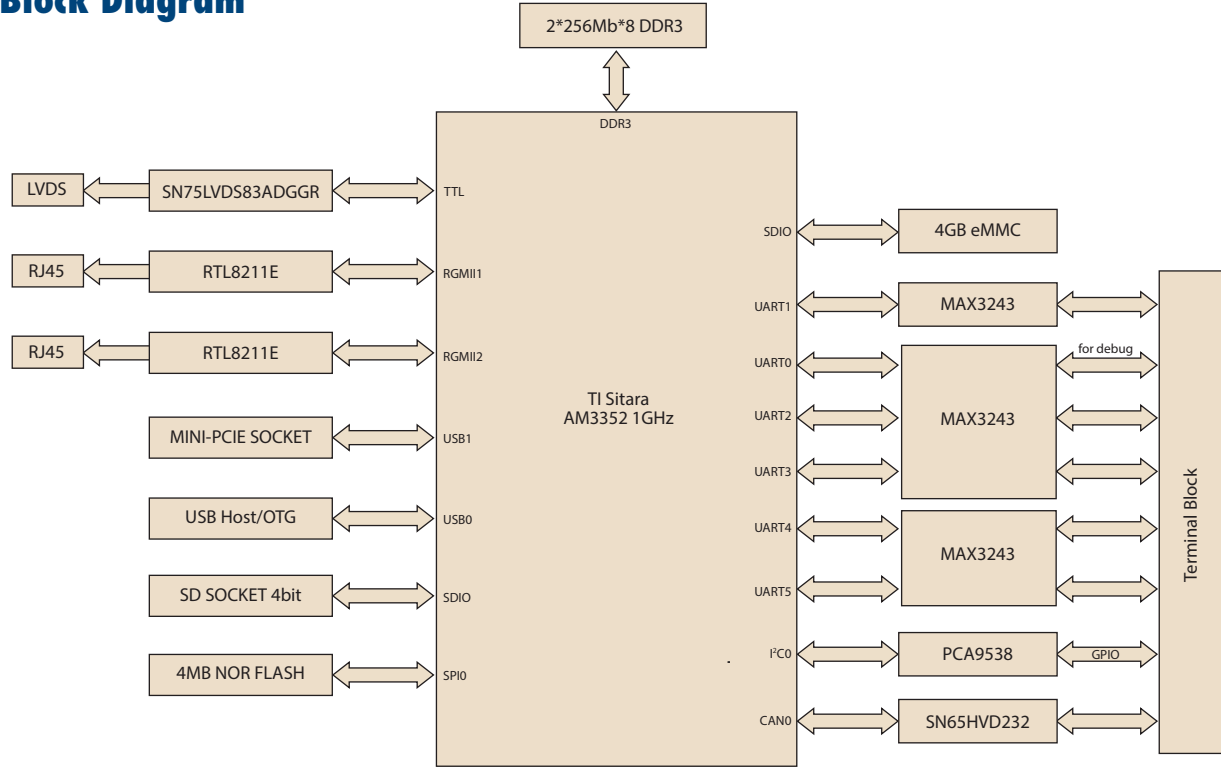 Block Diagram
2*256Mb*8 DDR3
DDR3
LVDS
SN75LVDS83ADGGR
TTL
RJ45
RTL8211E
RGMII1
RJ45
RTL8211E
RGMII2
MINI-PCIE SOCKET
USB1
USB Host/OTG
USB0
SD SOCKET 4bit
SDIO
4MB NOR FLASH
SPI0
TI Sitara
AM3352 1GHz
SDIO
4GB eMMC
UART1
MAX3243
UART0
UART2
UART3
MAX3243
for debug
UART4
UART5
MAX3243
I²C0
PCA9538
GPIO
CAN0
SN65HVD232
Terminal Block